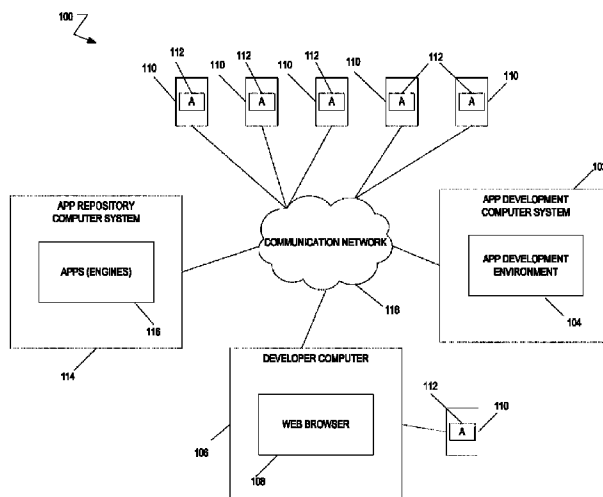 100
112 112 112 112
110 110 110 110 110
A A A A A
APP REPOSITORY
COMPUTER SYSTEM
APPS (ENGINES)
116
114
COMMUNICATION NETWORK
118
102
APP DEVELOPMENT
COMPUTER SYSTEM
APP DEVELOPMENT
ENVIRONMENT
104
DEVELOPER COMPUTER
WEB BROWSER
106
108
112
110
A